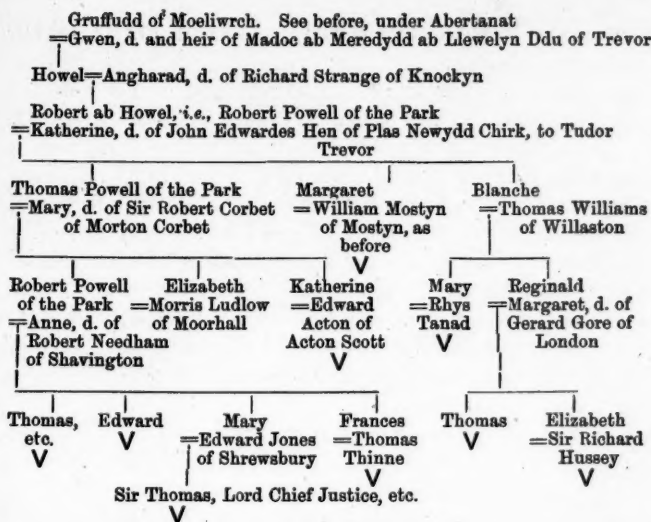 Gruffudd of Moeliwrch. See before, under Abertanat
=Gwen, d. and heir of Madoc ab Meredydd ab Llewelyn Ddu of Trevor
Howel=Angharad, d. of Richard Strange of Knockyn
Robert ab Howel, i.e., Robert Powell of the Park
=Katherine, d. of John Edwardes Hen of Plas Newydd Chirk, to Tudor
Trevor
Thomas Powell of the Park Margaret Blanche
=Mary, d. of Sir Robert Corbet =William Mostyn =Thomas Williams
of Morton Corbet of Mostyn, as of Willaston
before
V
Robert Powell Elizabeth Katherine Mary Reginald
of the Park =Morris Ludlow =Edward =Rhys =Margaret, d. of
=Anne, d. of of Moorhall Acton of Tanad Gerard Gore of
Robert Needham Acton Scott V London
of Shavington V
Thomas, Edward Mary Frances Thomas Elizabeth
etc. V =Edward Jones =Thomas V =Sir Richard
V of Shrewsbury Thinne Hussey
V V
Sir Thomas, Lord Chief Justice, etc.
V